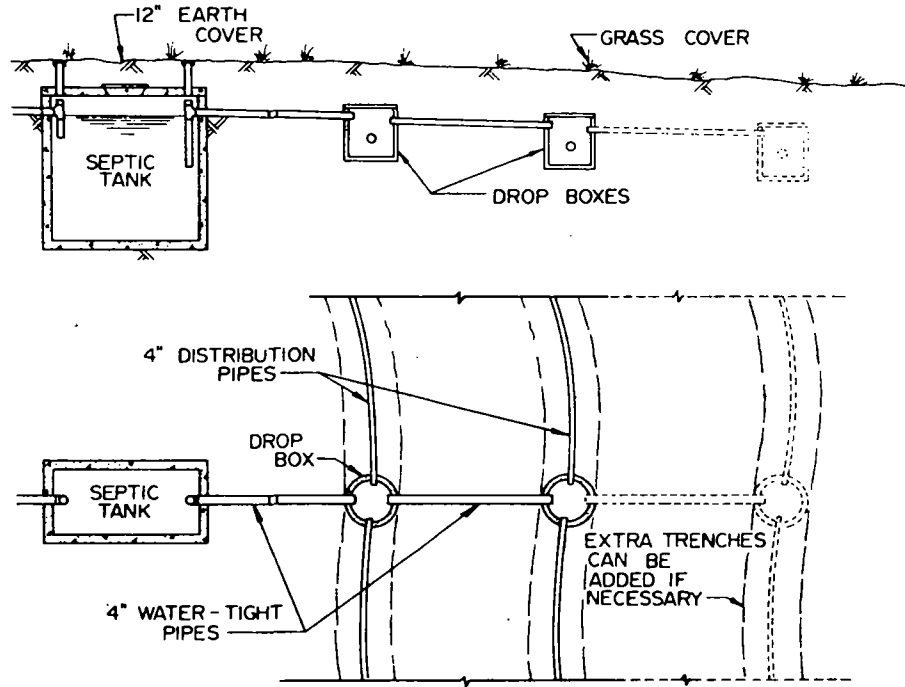 12" EARTH
COVER
GRASS COVER
SEPTIC
TANK
DROP BOXES
4" DISTRIBUTION
PIPES
DROP
BOX
SEPTIC
TANK
EXTRA TRENCHES
CAN BE
ADDED IF
NECESSARY
4" WATER-TIGHT
PIPES